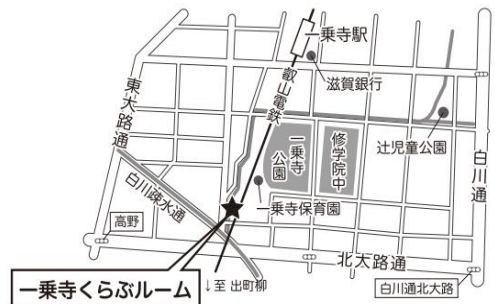 一乗寺駅
滋賀銀行
叡山電鉄
東大路通
辻児童公園
修学院中
一乗寺
公園
白川通
白川疏水通
一乗寺保育園
高野
北大路通
一乗寺くらぶルーム
↓至 出町柳
白川通北大路